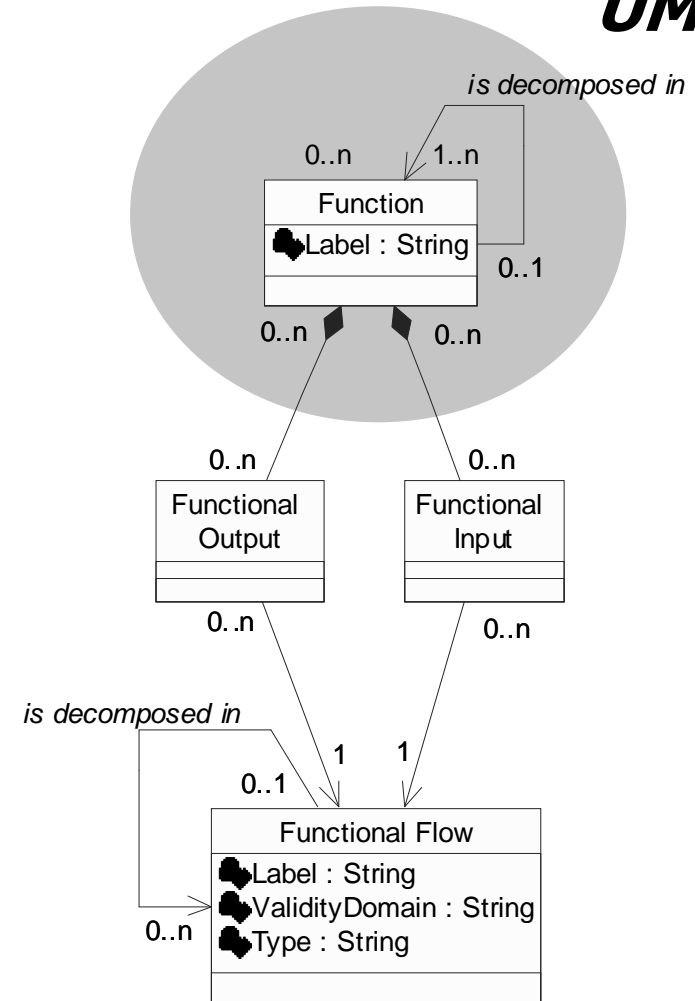 UM
is decomposed in
0..n
1..n
Function
Label : String
0..1
0..n
0..n
0..n
0..n
Functional
Output
Functional
Input
0..n
0..n
is decomposed in
1
1
0..1
Functional Flow
Label : String
ValidityDomain : String
0..n
Type : String